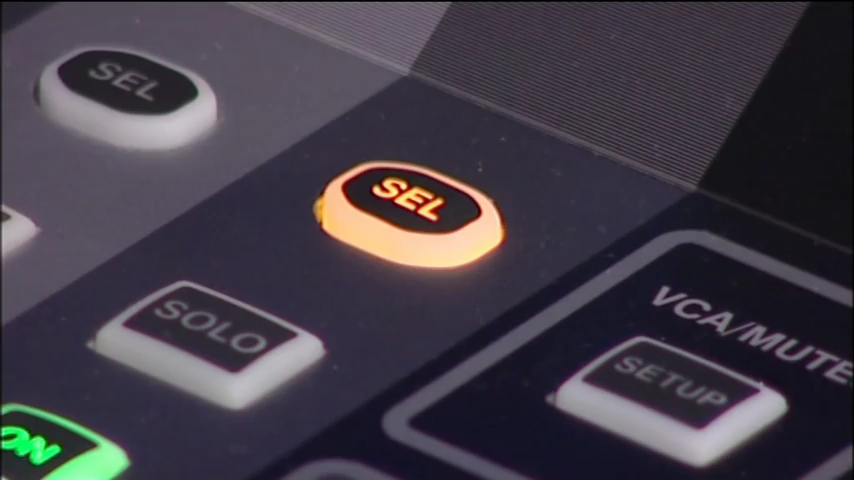 SEL
SEL
SOLO
VCA/MUTE
SETUP
ON